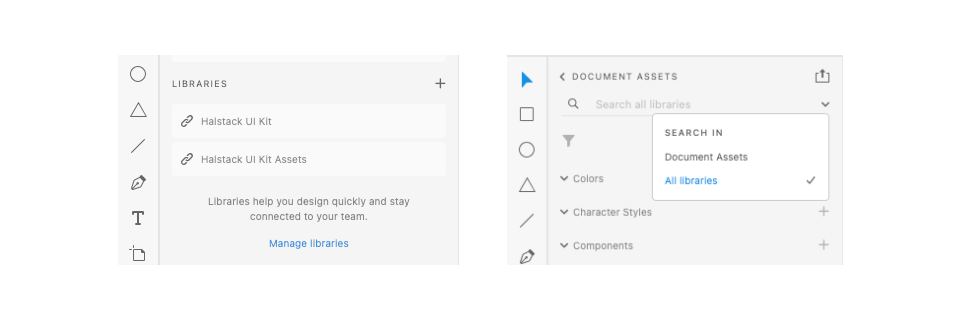 LIBRARIES
Halstack UI Kit
Halstack UI Kit Assets
Libraries help you design quickly and stay
connected to your team.
Manage libraries
DOCUMENT ASSETS
Search all libraries
SEARCH IN
Document Assets
All libraries
Colors
Character Styles
Components